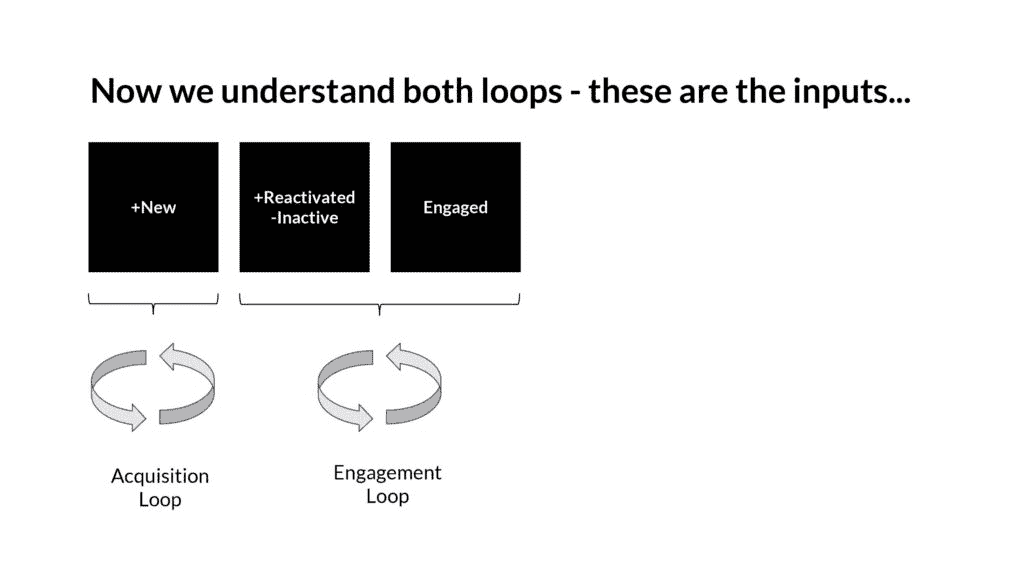 Now we understand both loops - these are the inputs...
+New
+Reactivated
-Inactive
Engaged
Acquisition
Loop
Engagement
Loop